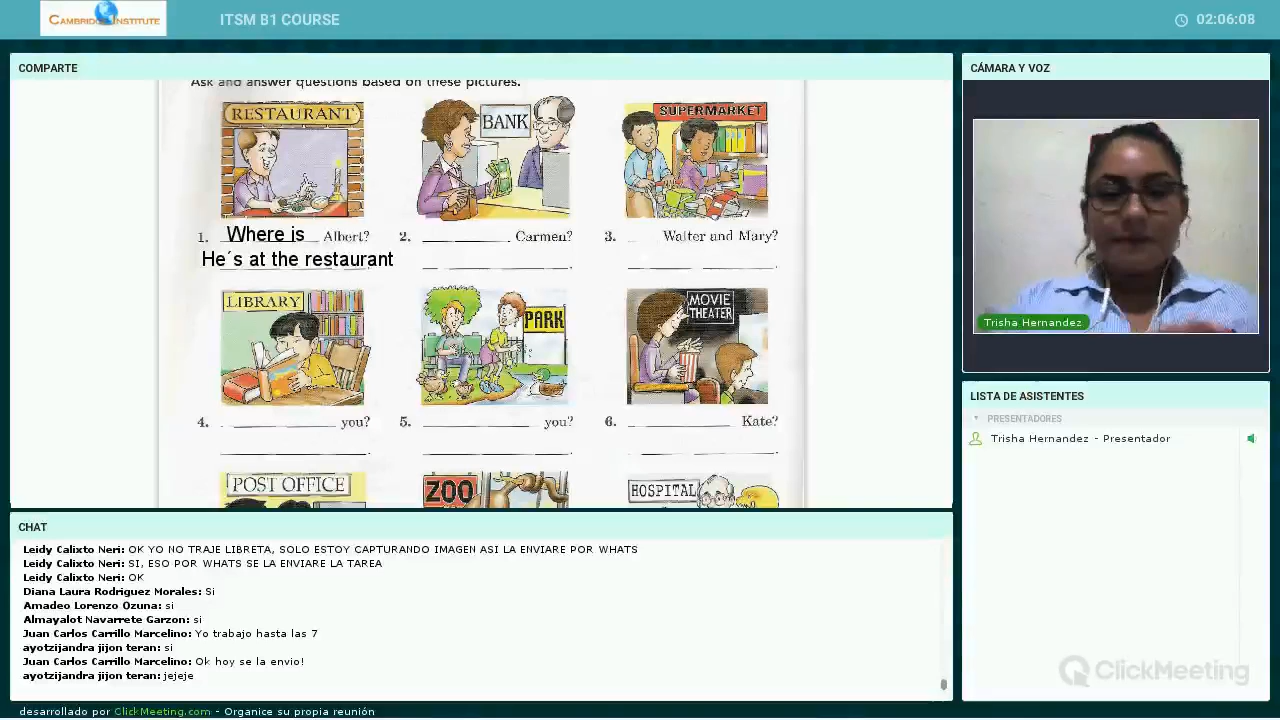 CAMBRIDGE INSTITUTE
ITSM B1 COURSE
02:06:08
COMPARTE
Ask and answer questions based on these pictures.
RESTAURANT
BANK
SUPERMARKET
1. Where is Albert?
He´s at the restaurant
2. __________ Carmen?
3. ____ Walter and Mary?
LIBRARY
PARK
MOVIE THEATER
4. __________ you?
5. __________ you?
6. __________ Kate?
POST OFFICE
ZOO
HOSPITAL
CÁMARA Y VOZ
Trisha Hernandez
LISTA DE ASISTENTES
PRESENTADORES
Trisha Hernandez - Presentador
ClickMeeting
CHAT
Leidy Calixto Neri: OK YO NO TRAJE LIBRETA, SOLO ESTOY CAPTURANDO IMAGEN ASI LA ENVIARE POR WHATS
Leidy Calixto Neri: SI, ESO POR WHATS SE LA ENVIARE LA TAREA
Leidy Calixto Neri: OK
Diana Laura Rodriguez Morales: Si
Amadeo Lorenzo Ozuna: si
Almayalot Navarrete Garzon: si
Juan Carlos Carrillo Marcelino: Yo trabajo hasta las 7
ayotzijandra jijon teran: si
Juan Carlos Carrillo Marcelino: Ok hoy se la envio!
ayotzijandra jijon teran: jejeje
desarrollado por ClickMeeting.com - Organice su propia reunión